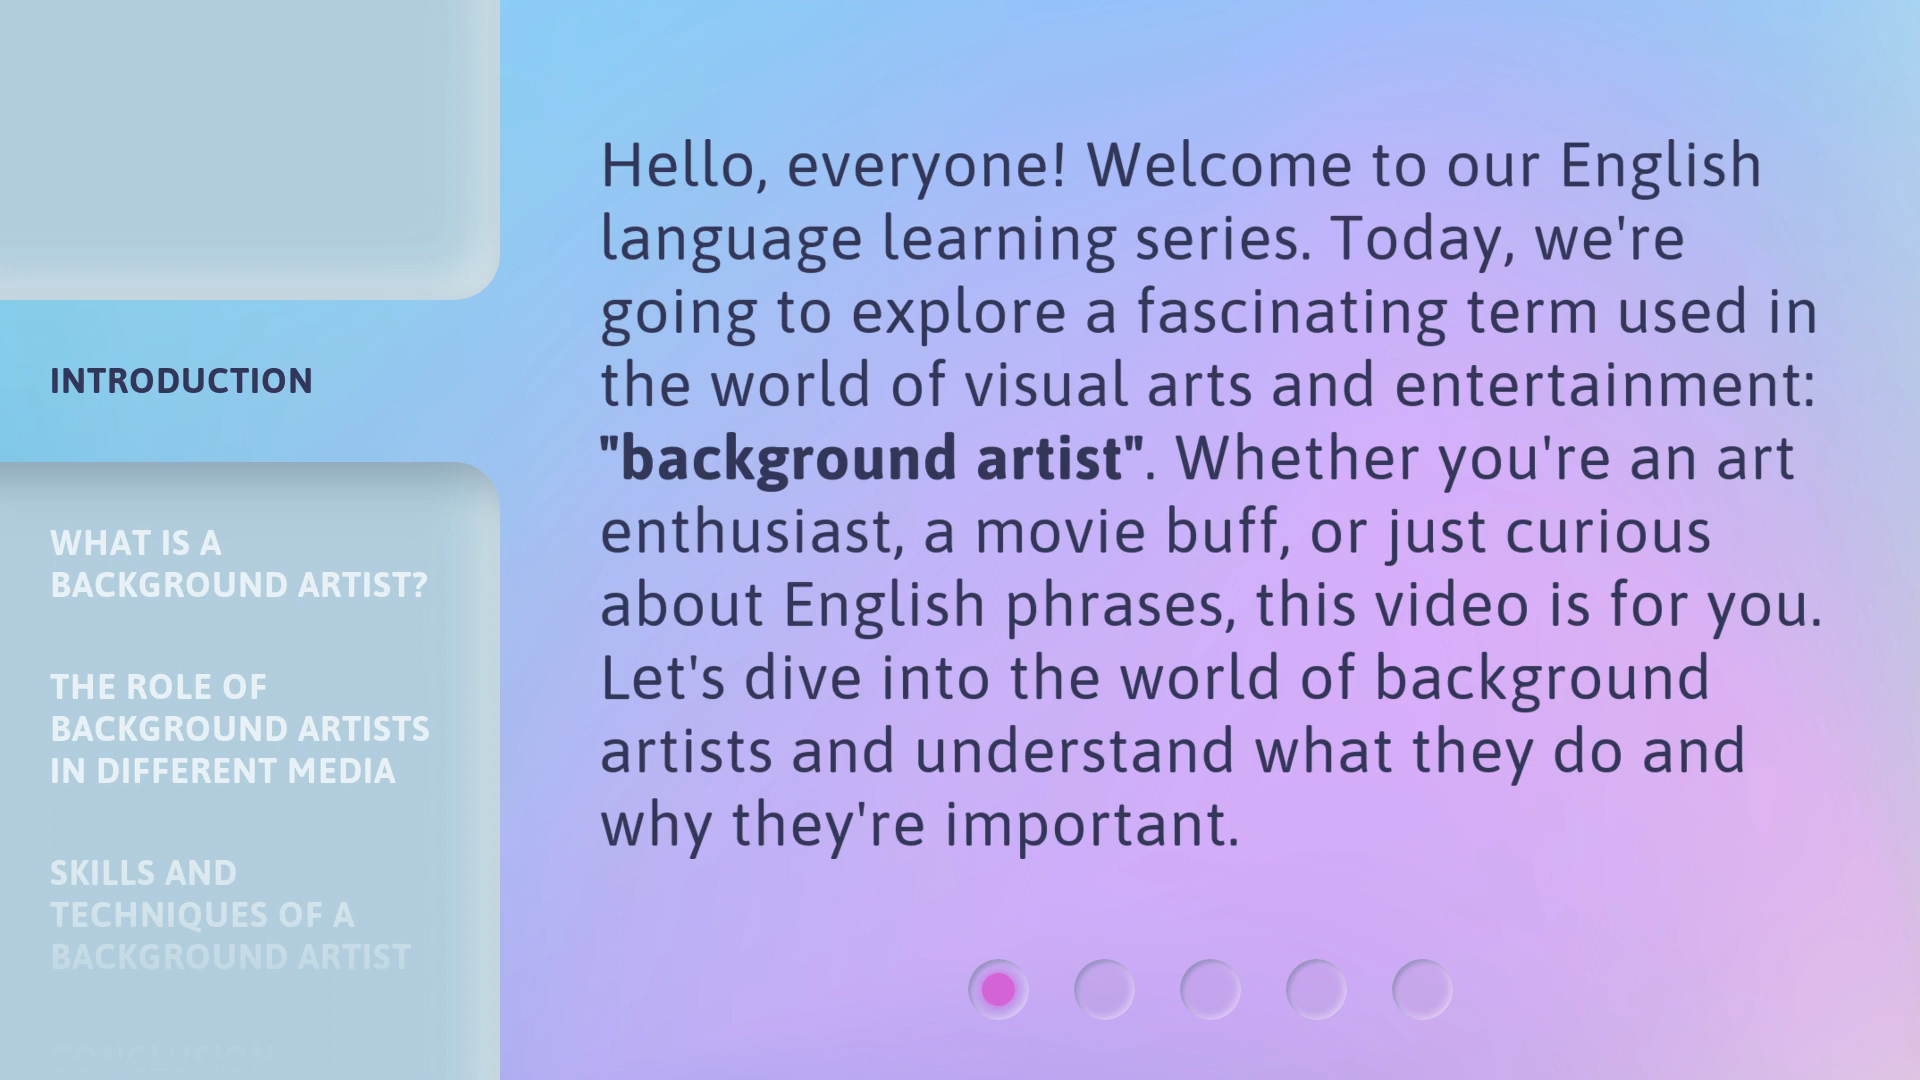 INTRODUCTION
WHAT IS A
BACKGROUND ARTIST?
THE ROLE OF
BACKGROUND ARTISTS
IN DIFFERENT MEDIA
SKILLS AND
TECHNIQUES OF A
BACKGROUND ARTIST
CONCLUSION
Hello, everyone! Welcome to our English
language learning series. Today, we're
going to explore a fascinating term used in
the world of visual arts and entertainment:
"background artist". Whether you're an art
enthusiast, a movie buff, or just curious
about English phrases, this video is for you.
Let's dive into the world of background
artists and understand what they do and
why they're important.